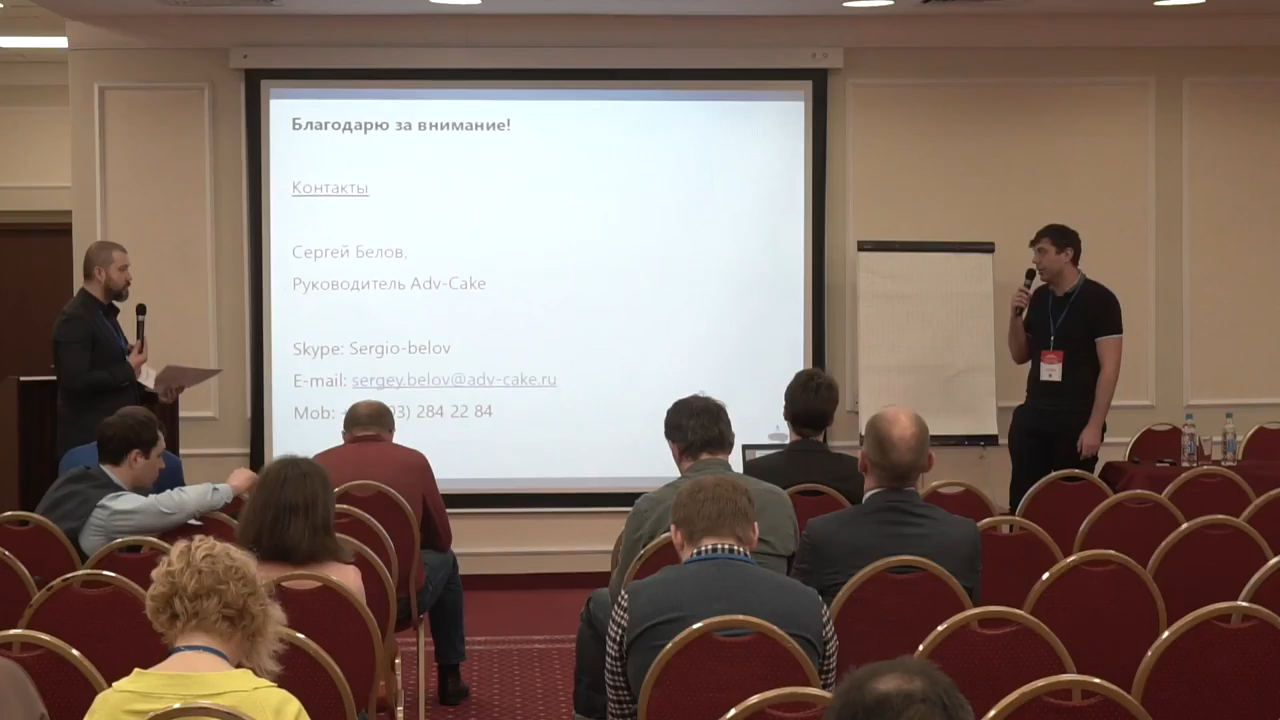 Благодарю за внимание!
Контакты
Сергей Белов,
Руководитель Adv-Cake
Skype: Sergio-belov
E-mail: sergey.belov@adv-cake.ru
Mob: 284 22 84